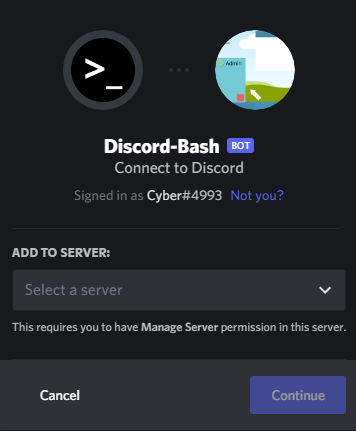 >_
Admin
Discord-Bash BOT
Connect to Discord
Signed in as Cyber#4993 Not you?
ADD TO SERVER:
Select a server
This requires you to have Manage Server permission in this server.
Cancel Continue